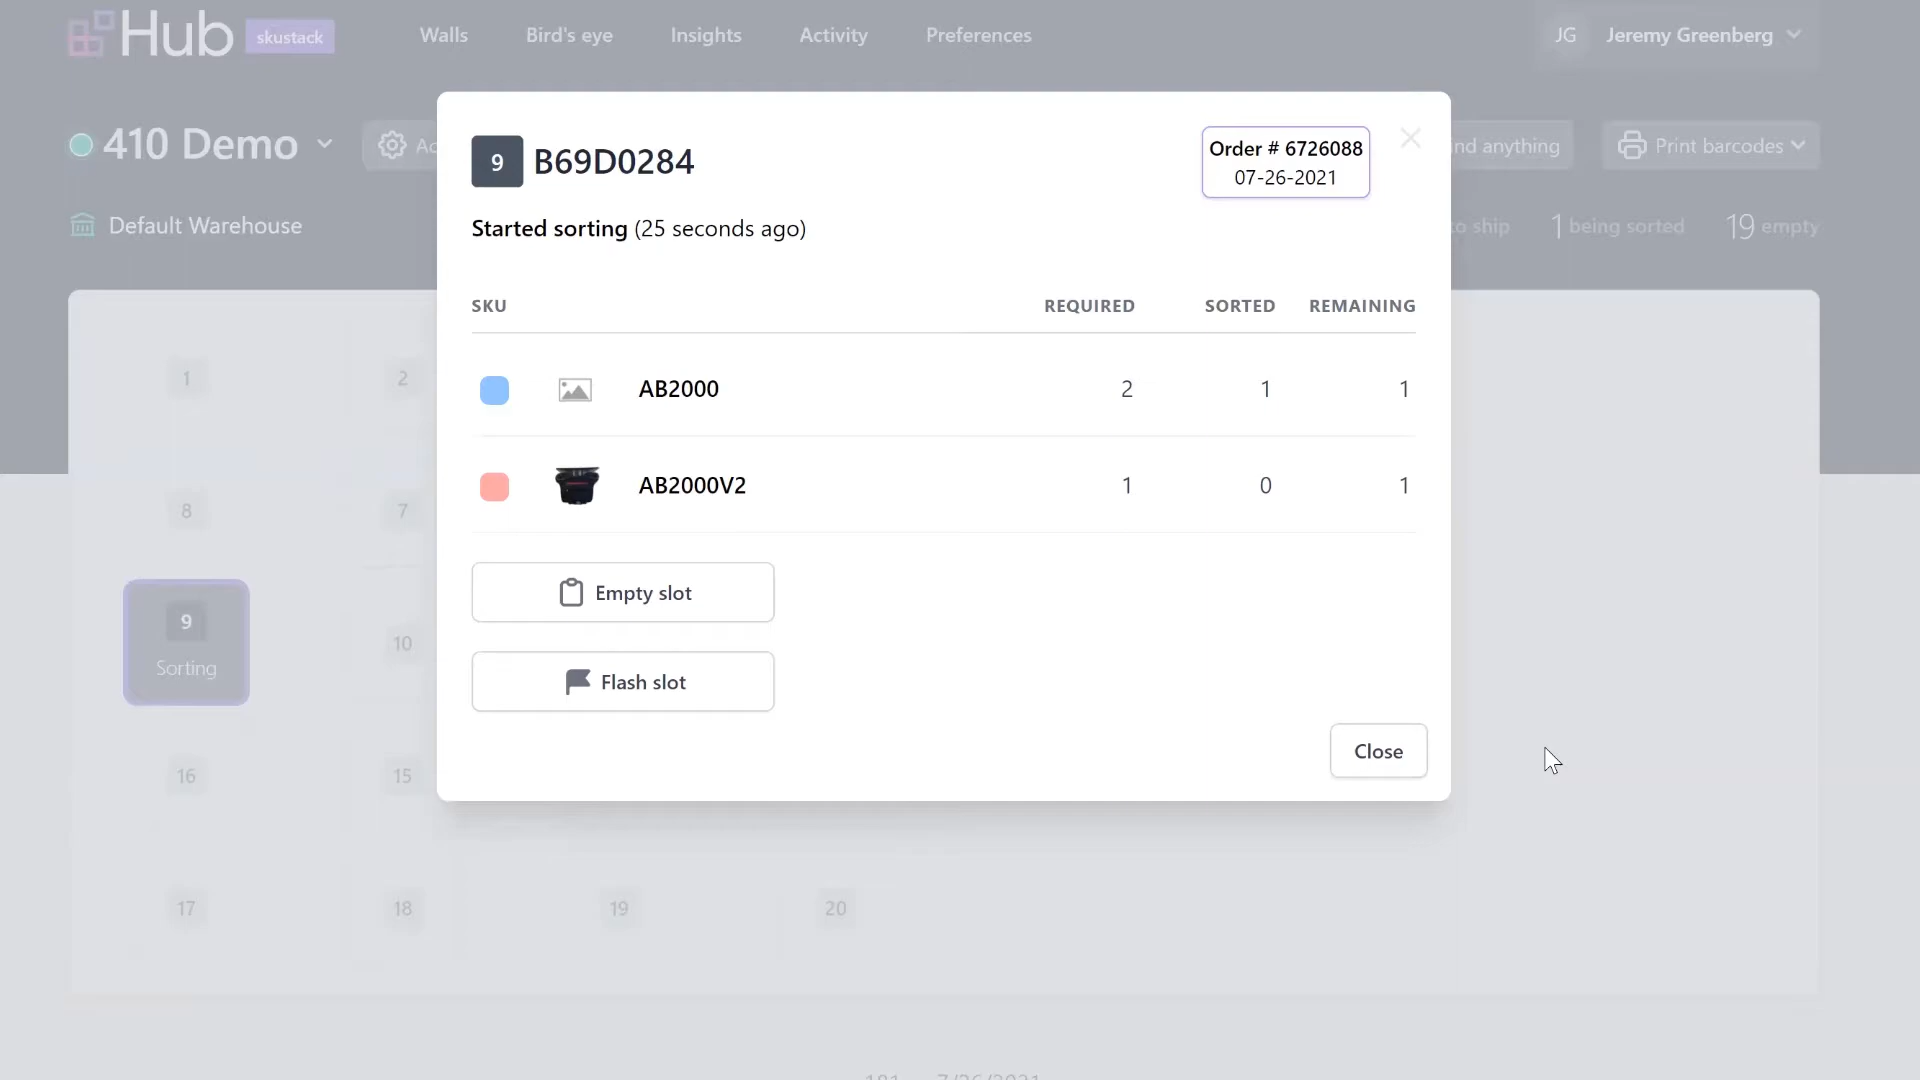 Hub skustack Walls Bird's eye Insights Activity Preferences JG Jeremy Greenberg
410 Demo
nd anything Print barcodes
Default Warehouse
to ship 1 being sorted 19 empty
9 B69D0284
Order # 6726088
07-26-2021
Started sorting (25 seconds ago)
SKU REQUIRED SORTED REMAINING
AB2000 2 1 1
AB2000V2 1 0 1
Empty slot
Flash slot
Close
1 2
8 7
9 10
Sorting
16 15
17 18 19 20